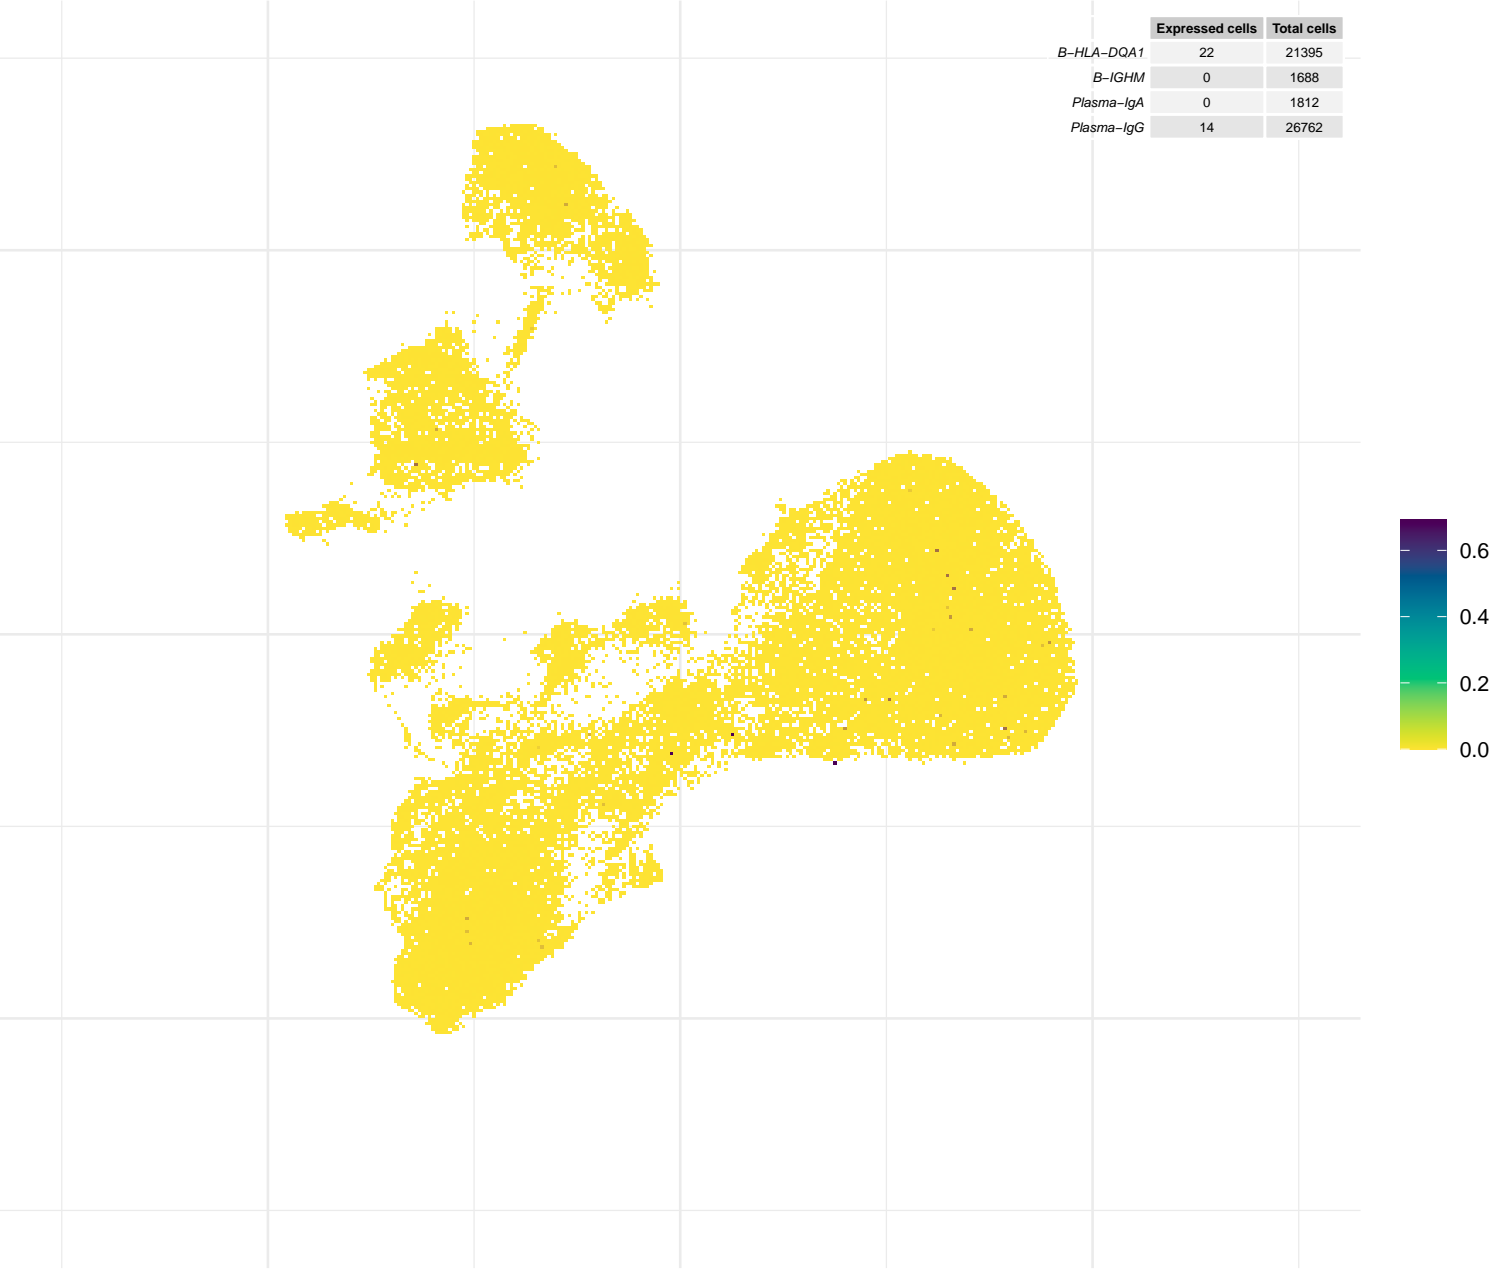 Expressed cells Total cells
B−HLA−DQA1 22 21395
B−IGHM 0 1688
Plasma−IgA 0 1812
Plasma−IgG 14 26762
0.6
0.4
0.2
0.0